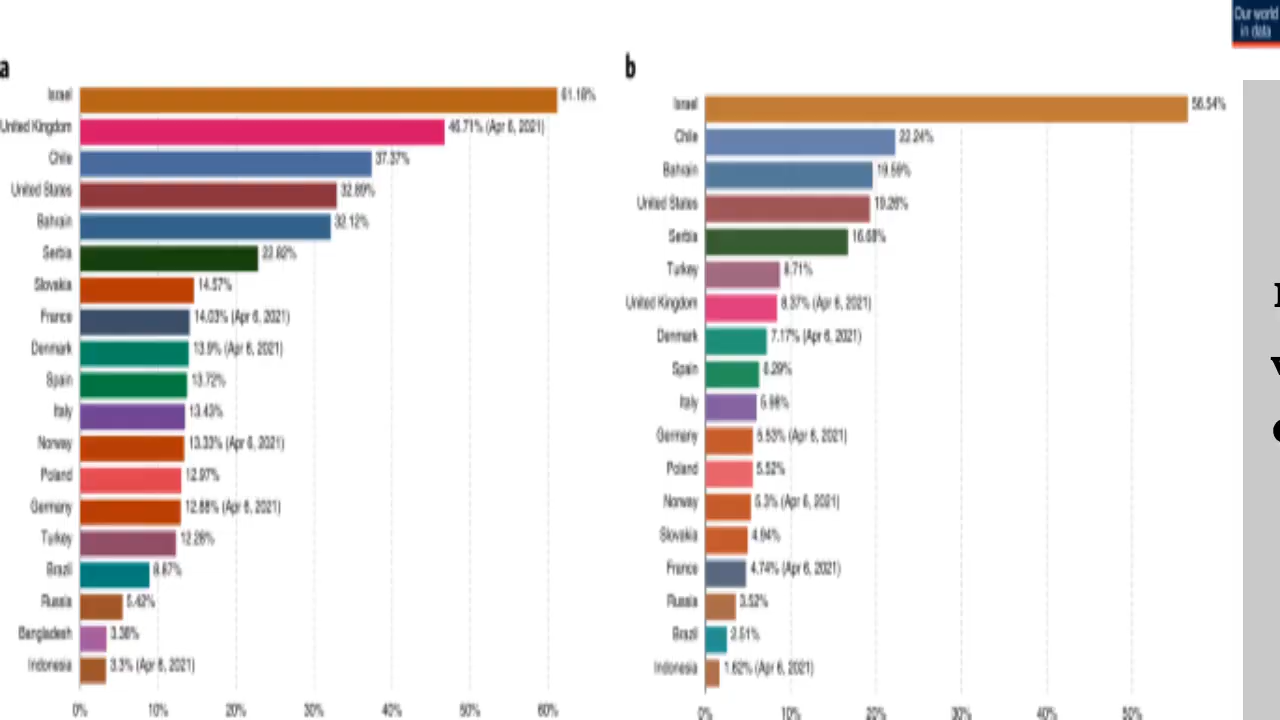 Our world
in data
a
Israel 61.18%
United Kingdom 46.71% (Apr 6, 2021)
Chile 37.37%
United States 32.89%
Bahrain 32.12%
Serbia 22.82%
Slovakia 14.57%
France 14.03% (Apr 6, 2021)
Denmark 13.9% (Apr 6, 2021)
Spain 13.72%
Italy 13.43%
Norway 13.33% (Apr 6, 2021)
Poland 12.97%
Germany 12.88% (Apr 6, 2021)
Turkey 12.28%
Brazil 8.87%
Russia 5.42%
Bangladesh 3.38%
Indonesia 3.3% (Apr 6, 2021)
0% 10% 20% 30% 40% 50% 60%
b
Israel 56.54%
Chile 22.24%
Bahrain 19.59%
United States 19.28%
Serbia 16.68%
Turkey 8.71%
United Kingdom 8.37% (Apr 6, 2021)
Denmark 7.17% (Apr 6, 2021)
Spain 6.29%
Italy 5.98%
Germany 5.53% (Apr 6, 2021)
Poland 5.52%
Norway 5.3% (Apr 6, 2021)
Slovakia 4.94%
France 4.74% (Apr 6, 2021)
Russia 3.52%
Brazil 2.51%
Indonesia 1.62% (Apr 6, 2021)
0% 10% 20% 30% 40% 50%